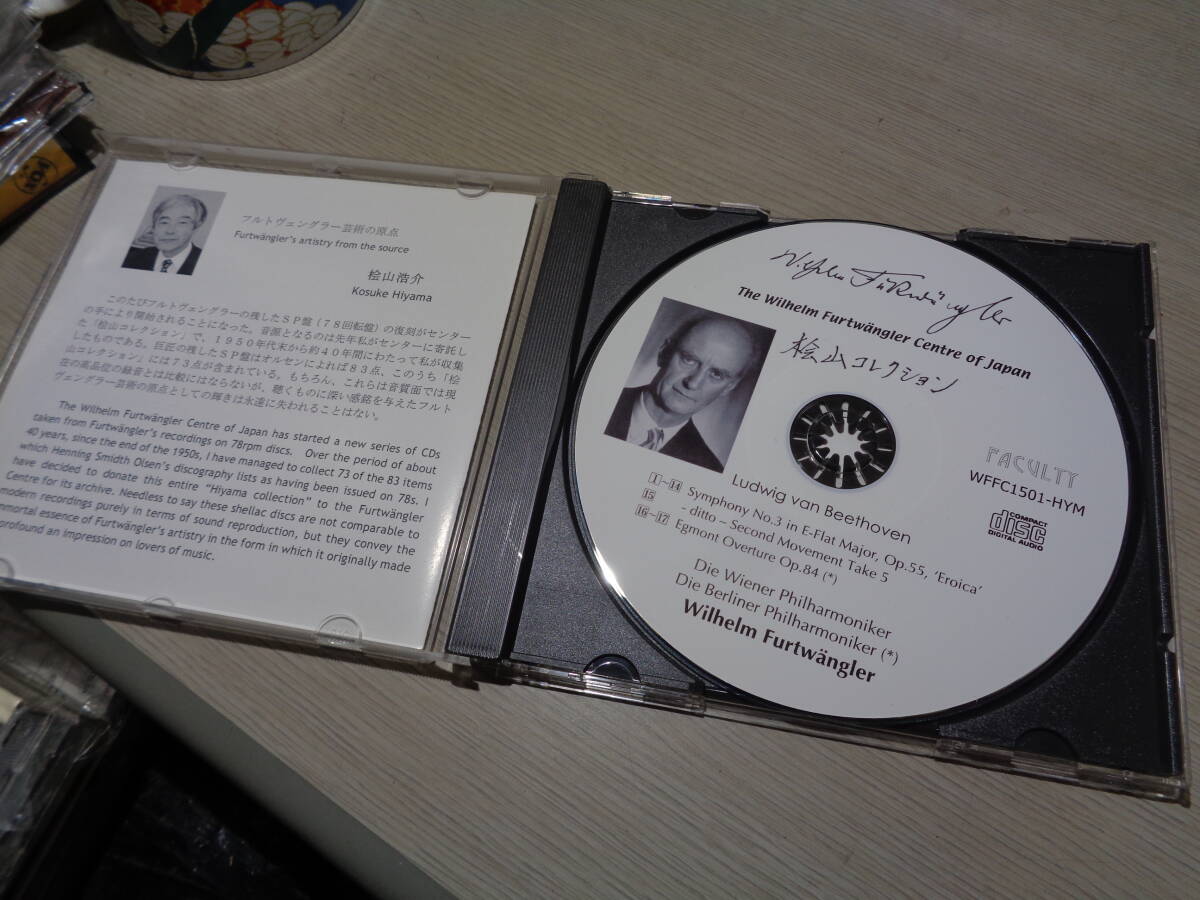 フルトヴェングラー芸術の原点
Furtwängler's artistry from the source
桧山浩介
Kosuke Hiyama
このたびフルトヴェングラーの残したＳＰ盤（７８回転盤）の復刻がセンター
の手により開始されることになった。音源となるのは先年私がセンターに寄託し
た「桧山コレクション」で、１９５０年代末から約４０年間にわたって私が収集
したものである。巨匠の残したＳＰ盤はオルセンによれば８３点、このうち「桧
山コレクション」には７３点が含まれている。もちろん、これらは音質面では現
在の高品位の録音とは比較にはならないが、聴くものに深い感銘を与えたフルト
ヴェングラー芸術の原点としての輝きは永遠に失われることはない。
The Wilhelm Furtwängler Centre of Japan has started a new series of CDs
taken from Furtwängler's recordings on 78rpm discs. Over the period of about
40 years, since the end of the 1950s, I have managed to collect 73 of the 83 items
which Henning Smidth Olsen's discography lists as having been issued on 78s. I
have decided to donate this entire "Hiyama collection" to the Furtwängler
Centre for its archive. Needless to say these shellac discs are not comparable to
modern recordings purely in terms of sound reproduction, but they convey the
mmortal essence of Furtwängler's artistry in the form in which it originally made
profound an impression on lovers of music.
Wilhelm Furtwängler
The Wilhelm Furtwängler Centre of Japan
桧山コレクション
FACULTY
WFFC1501-HYM
COMPACT
disc
DIGITAL AUDIO
Ludwig van Beethoven
1~14 Symphony No.3 in E-Flat Major, Op.55, 'Eroica'
15 - ditto - Second Movement Take 5
16~17 Egmont Overture Op.84 (*)
Die Wiener Philharmoniker
Die Berliner Philharmoniker (*)
Wilhelm Furtwängler
VOX